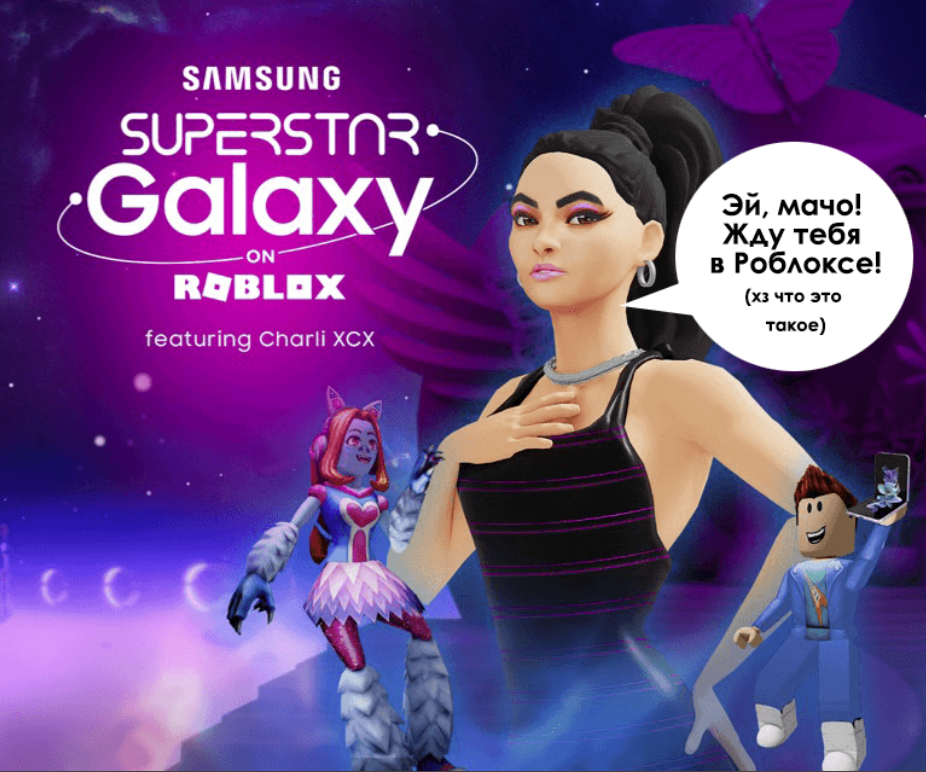 SAMSUNG
SUPERSTAR
Galaxy
ON
ROBLOX
featuring Charli XCX
Эй, мачо!
Жду тебя
в Роблоксе!
(хз что это
такое)